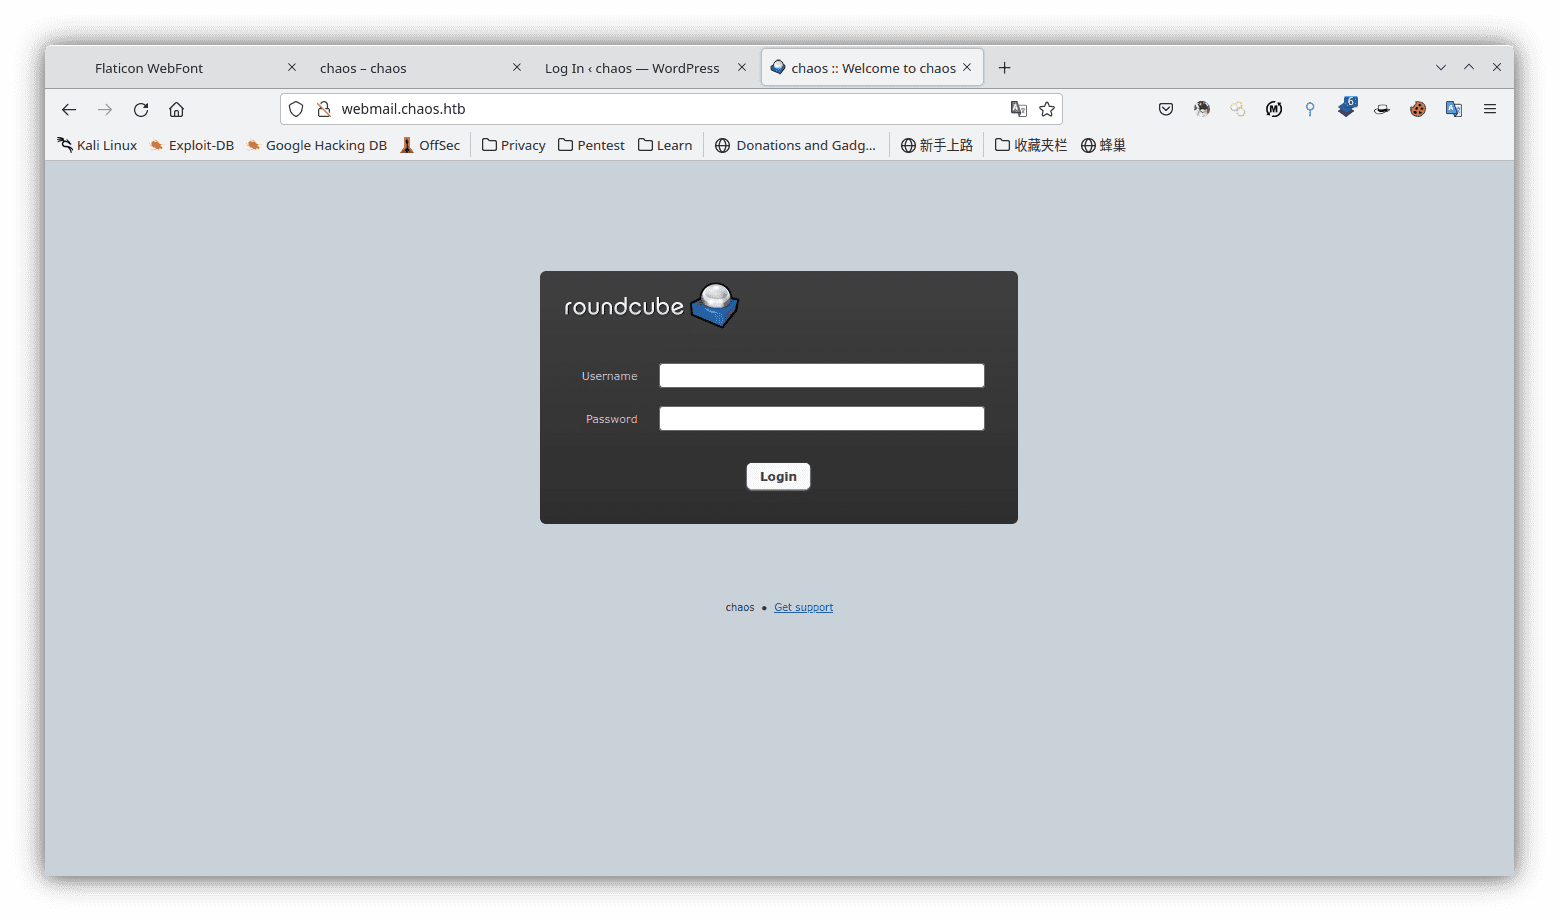 Flaticon WebFont
chaos – chaos
Log In ‹ chaos — WordPress
chaos :: Welcome to chaos
webmail.chaos.htb
6
Kali Linux
Exploit-DB
Google Hacking DB
OffSec
Privacy
Pentest
Learn
Donations and Gadg...
新手上路
收藏夹栏
蜂巢
roundcube
Username
Password
Login
chaos • Get support